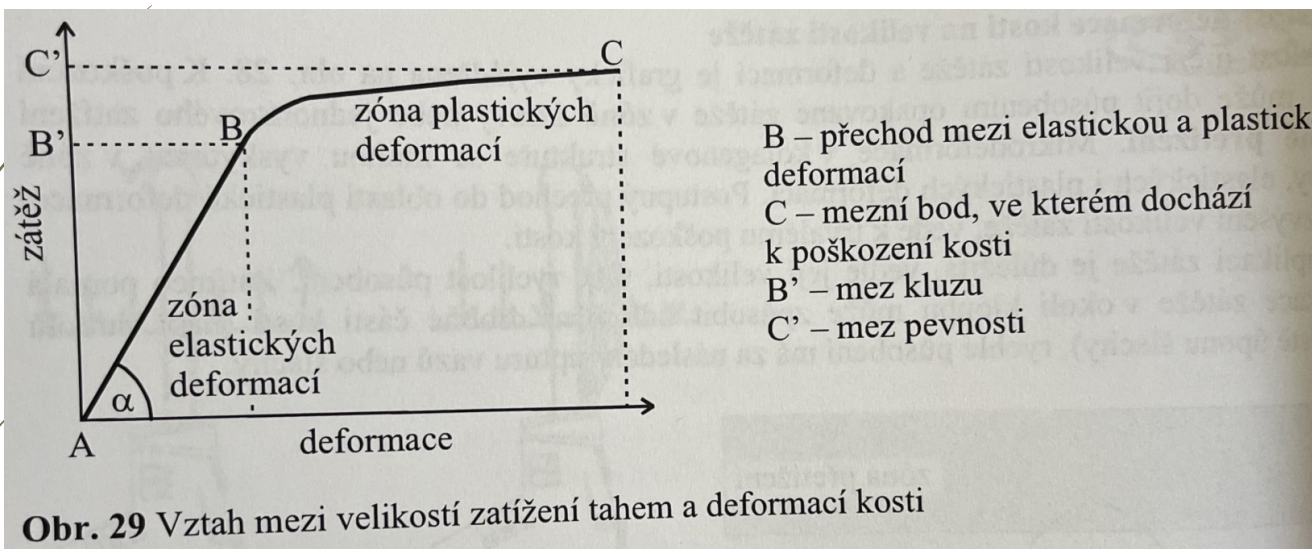 C'
C
B
B'
zóna plastických
deformací
zátěž
zóna
elastických
deformací
α
A
deformace
B – přechod mezi elastickou a plastick
deformací
C – mezní bod, ve kterém dochází
k poškození kosti
B' – mez kluzu
C' – mez pevnosti
Obr. 29 Vztah mezi velikostí zatížení tahem a deformací kosti